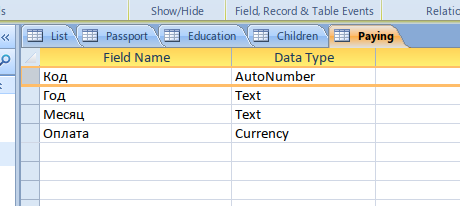 s Show/Hide Field, Record & Table Events Relatio
List Passport Education Children Paying
Field Name Data Type
Код AutoNumber
Год Text
Месяц Text
Оплата Currency